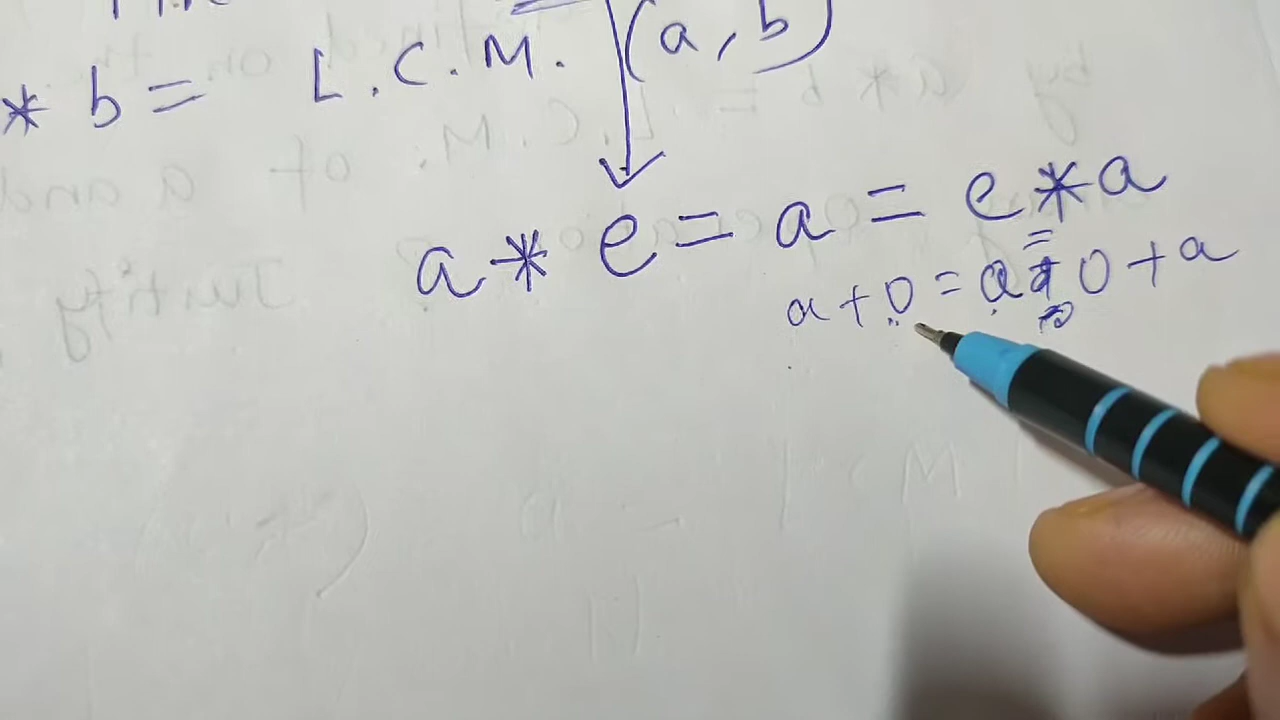 * b = L.C.M. (a, b)
a * e = a = e * a
a + 0 = a = 0 + a